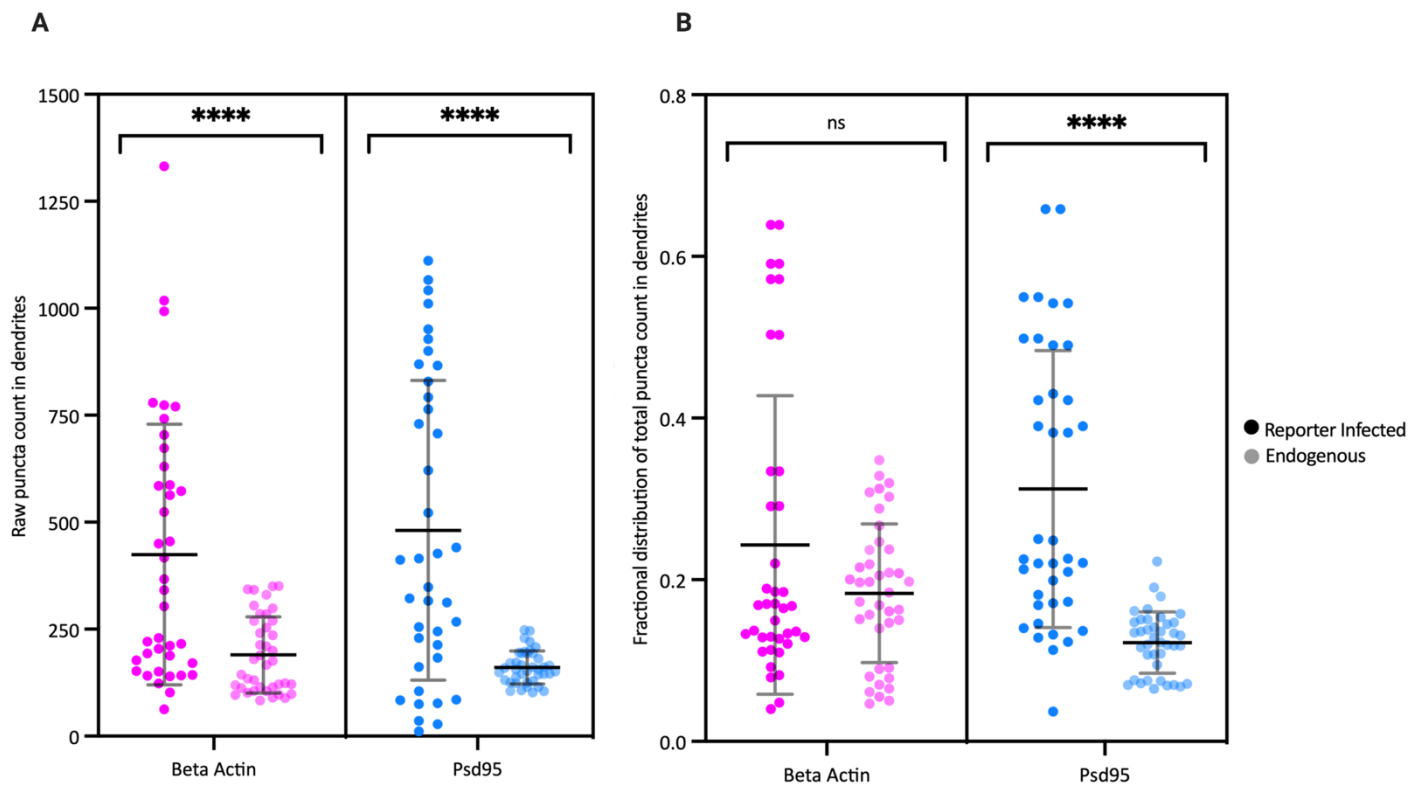 A
B
Raw puncta count in dendrites
1500
1250
1000
750
500
250
0
****
****
Beta Actin
Psd95
Fractional distribution of total puncta count in dendrites
0.8
0.6
0.4
0.2
0.0
ns
****
Beta Actin
Psd95
Reporter Infected
Endogenous